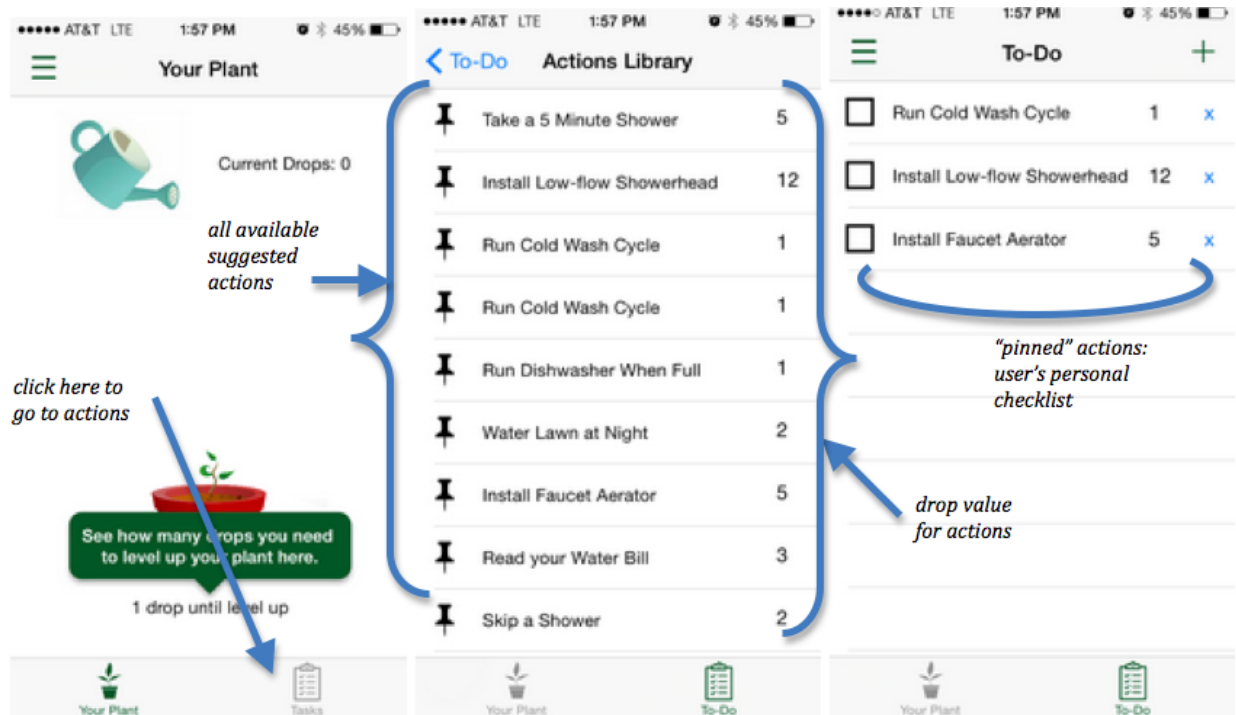 AT&T LTE 1:57 PM 45%
Your Plant
Current Drops: 0
all available
suggested
actions
click here to
go to actions
See how many drops you need
to level up your plant here.
1 drop until level up
Your Plant Tasks
AT&T LTE 1:57 PM 45%
To-Do Actions Library
Take a 5 Minute Shower 5
Install Low-flow Showerhead 12
Run Cold Wash Cycle 1
Run Cold Wash Cycle 1
Run Dishwasher When Full 1
Water Lawn at Night 2
Install Faucet Aerator 5
Read your Water Bill 3
Skip a Shower 2
Your Plant To-Do
AT&T LTE 1:57 PM 45%
To-Do +
Run Cold Wash Cycle 1 x
Install Low-flow Showerhead 12 x
Install Faucet Aerator 5 x
“pinned” actions:
user’s personal
checklist
drop value
for actions
Your Plant To-Do